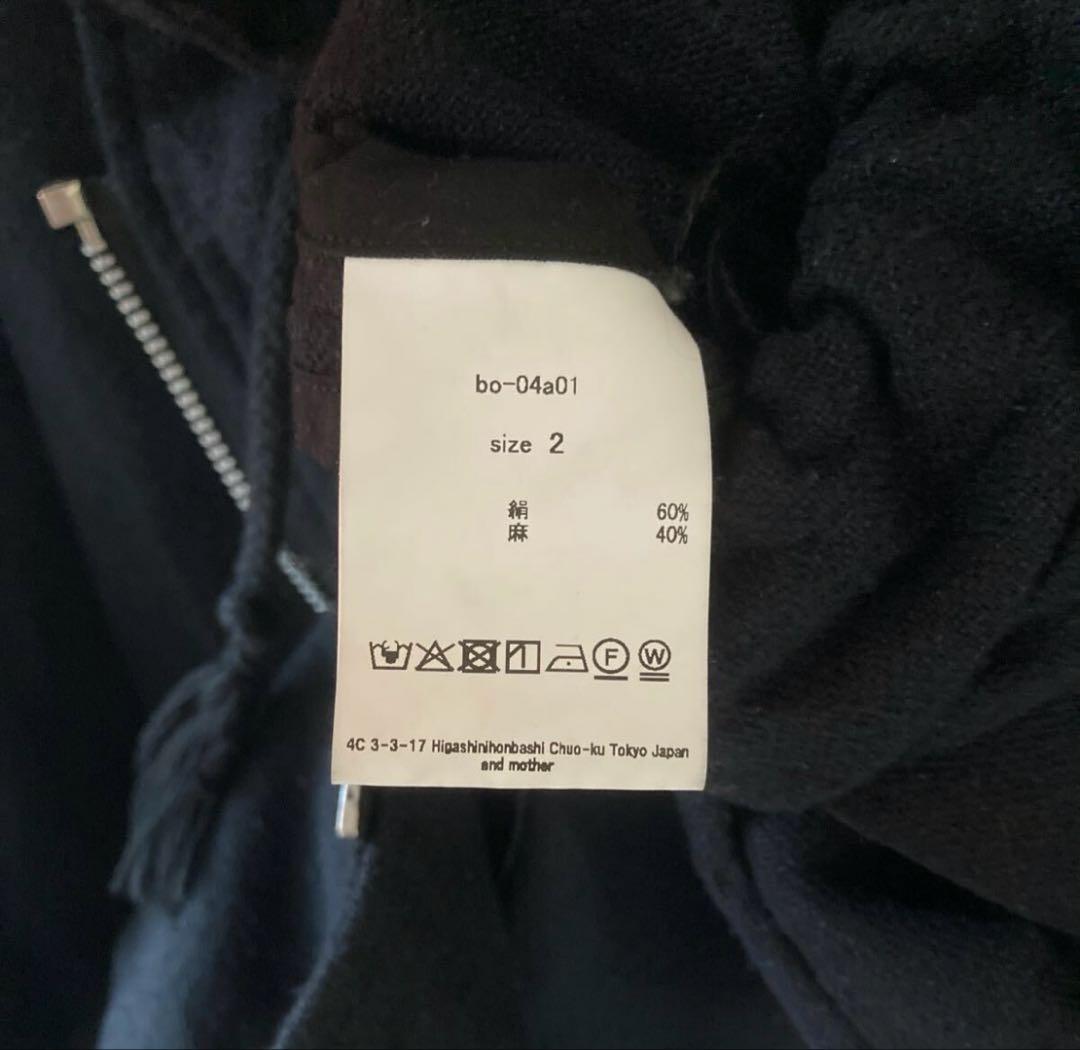 bo-04a01
size 2
絹 60%
麻 40%
F W
4C 3-3-17 Higashinihonbashi Chuo-ku Tokyo Japan
and mother